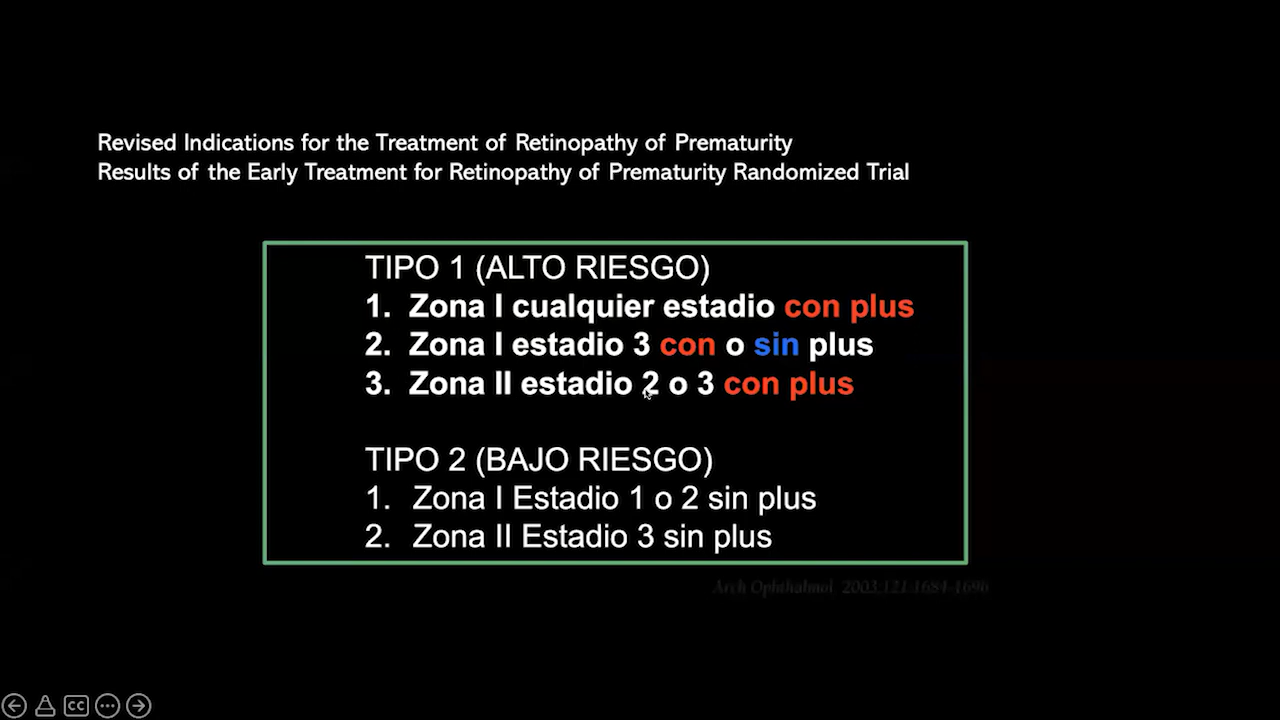 Revised Indications for the Treatment of Retinopathy of Prematurity
Results of the Early Treatment for Retinopathy of Prematurity Randomized Trial
TIPO 1 (ALTO RIESGO)
1. Zona I cualquier estadio con plus
2. Zona I estadio 3 con o sin plus
3. Zona II estadio 2 o 3 con plus
TIPO 2 (BAJO RIESGO)
1. Zona I Estadio 1 o 2 sin plus
2. Zona II Estadio 3 sin plus
Arch Ophthalmol. 2003;121:1684-1696
CC